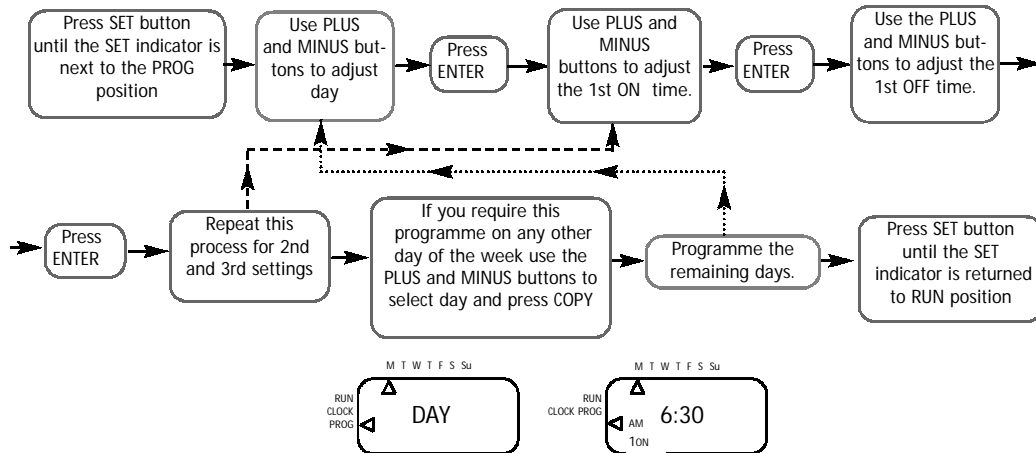 Press SET button
until the SET indicator is
next to the PROG
position
Use PLUS
and MINUS but-
tons to adjust
day
Press
ENTER
Use PLUS and
MINUS
buttons to adjust
the 1st ON time.
Press
ENTER
Use the PLUS
and MINUS but-
tons to adjust the
1st OFF time.
Press
ENTER
Repeat this
process for 2nd
and 3rd settings
If you require this
programme on any other
day of the week use the
PLUS and MINUS buttons to
select day and press COPY
Programme the
remaining days.
Press SET button
until the SET
indicator is returned
to RUN position
M T W T F S Su
RUN
CLOCK
PROG
DAY
M T W T F S Su
RUN
CLOCK PROG
AM
6:30
1ON